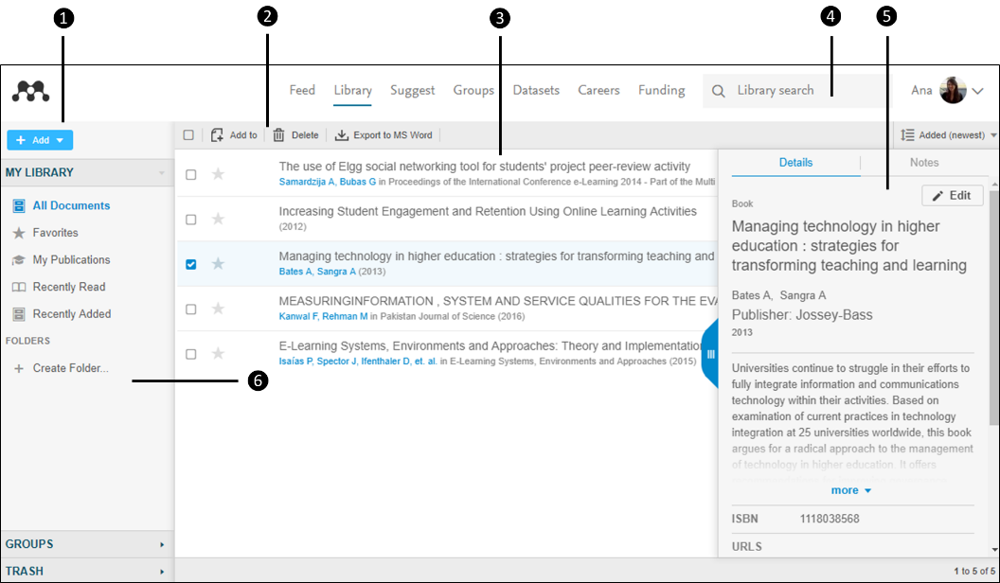 1
2
3
4
5
Feed Library Suggest Groups Datasets Careers Funding Library search Ana
Add
Add to Delete Export to MS Word Added (newest)
MY LIBRARY
All Documents
Favorites
My Publications
Recently Read
Recently Added
FOLDERS
Create Folder...
6
GROUPS
TRASH
The use of Elgg social networking tool for students' project peer-review activity
Samardzija A, Bubas G in Proceedings of the International Conference e-Learning 2014 - Part of the Multi
Increasing Student Engagement and Retention Using Online Learning Activities
(2012)
Managing technology in higher education : strategies for transforming teaching and
Bates A, Sangra A (2013)
MEASURINGINFORMATION , SYSTEM AND SERVICE QUALITIES FOR THE EVA
Kanwal F, Rehman M in Pakistan Journal of Science (2016)
E-Learning Systems, Environments and Approaches: Theory and Implementation
Isaías P, Spector J, Ifenthaler D, et. al. in E-Learning Systems, Environments and Approaches (2015)
Details Notes
Edit
Book
Managing technology in higher
education : strategies for
transforming teaching and learning
Bates A, Sangra A
Publisher: Jossey-Bass
2013
Universities continue to struggle in their efforts to
fully integrate information and communications
technology within their activities. Based on
examination of current practices in technology
integration at 25 universities worldwide, this book
argues for a radical approach to the management
of technology in higher education. It offers
more
ISBN 1118038568
URLS
1 to 5 of 5